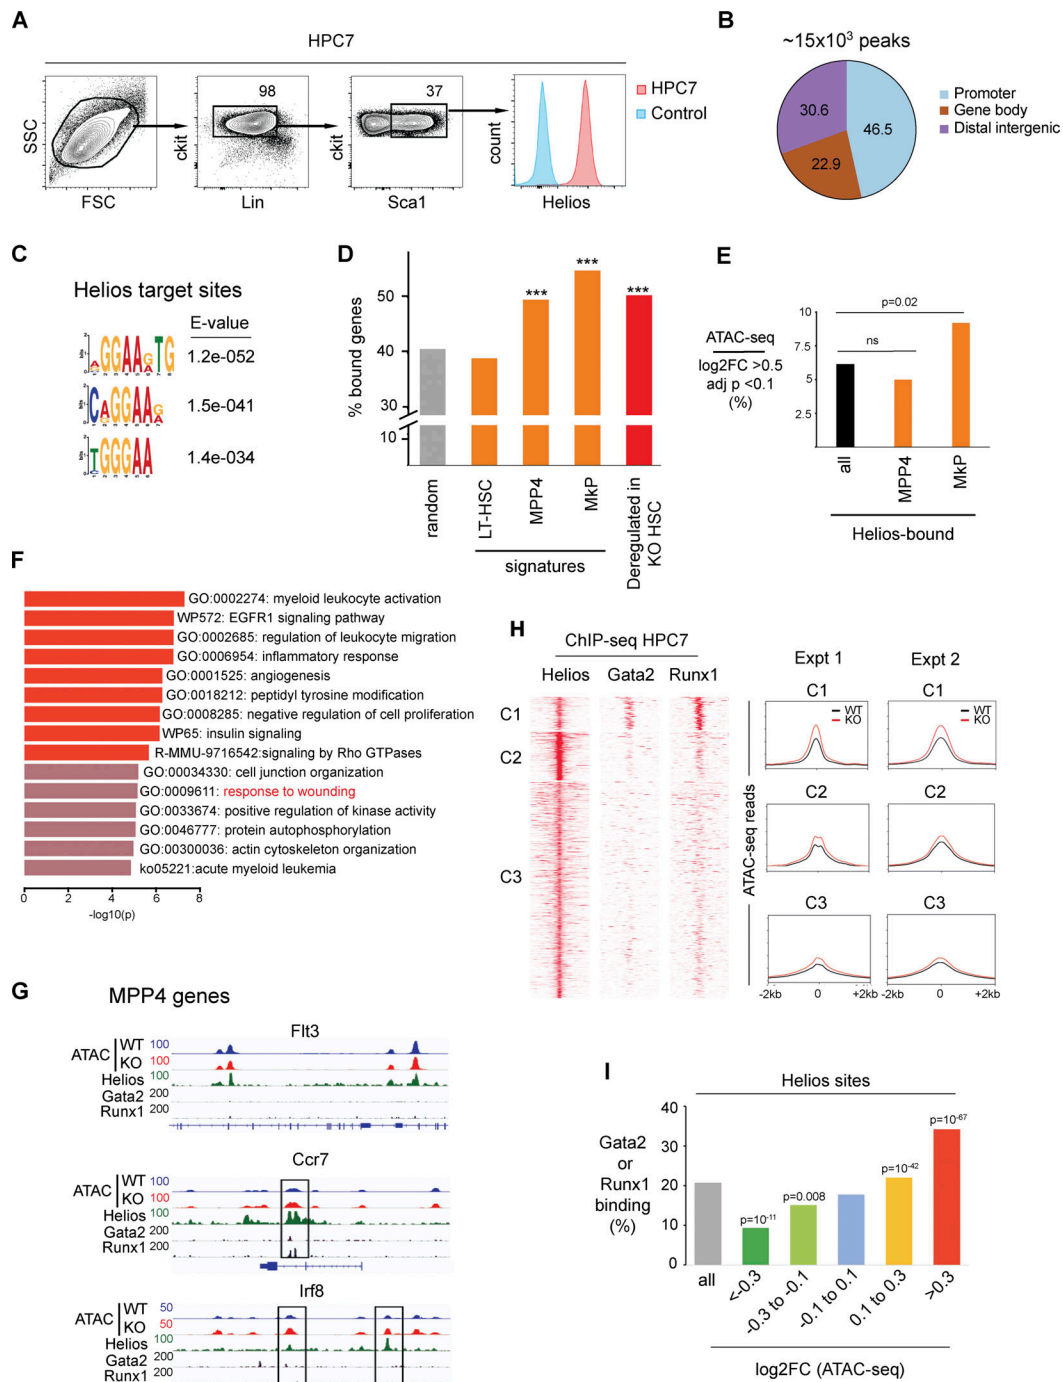 A
HPC7
98
37
HPC7
Control
SSC
ckit
ckit
count
FSC
Lin
Sca1
Helios
B
~15x10³ peaks
30.6
46.5
22.9
Promoter
Gene body
Distal intergenic
C
Helios target sites
E-value
1.2e-052
1.5e-041
1.4e-034
D
% bound genes
50
40
30
10
***
***
***
random
LT-HSC
MPP4
MkP
Deregulated in
KO HSC
signatures
E
ATAC-seq
log2FC >0.5
adj p <0.1
(%)
10
7.5
5
2.5
p=0.02
ns
all
MPP4
MkP
Helios-bound
F
GO:0002274: myeloid leukocyte activation
WP572: EGFR1 signaling pathway
GO:0002685: regulation of leukocyte migration
GO:0006954: inflammatory response
GO:0001525: angiogenesis
GO:0018212: peptidyl tyrosine modification
GO:0008285: negative regulation of cell proliferation
WP65: insulin signaling
R-MMU-9716542:signaling by Rho GTPases
GO:00034330: cell junction organization
GO:0009611: response to wounding
GO:0033674: positive regulation of kinase activity
GO:0046777: protein autophosphorylation
GO:00300036: actin cytoskeleton organization
ko05221:acute myeloid leukemia
0 2 4 6 8
-log10(p)
G
MPP4 genes
Flt3
ATAC
WT 100
KO 100
Helios 100
Gata2 200
Runx1 200
Ccr7
ATAC
WT 100
KO 100
Helios 100
Gata2 200
Runx1 200
Irf8
ATAC
WT 50
KO 50
Helios 100
Gata2 200
Runx1 200
H
ChIP-seq HPC7
Helios Gata2 Runx1
C1
C2
C3
Expt 1 Expt 2
ATAC-seq reads
C1 C1
WT
KO
WT
KO
C2 C2
C3 C3
-2kb 0 +2kb -2kb 0 +2kb
I
Helios sites
Gata2
or
Runx1
binding
(%)
40
30
20
10
0
p=10⁻¹¹
p=0.008
p=10⁻⁴²
p=10⁻⁶⁷
all
<-0.3
-0.3 to -0.1
-0.1 to 0.1
0.1 to 0.3
>0.3
log2FC (ATAC-seq)